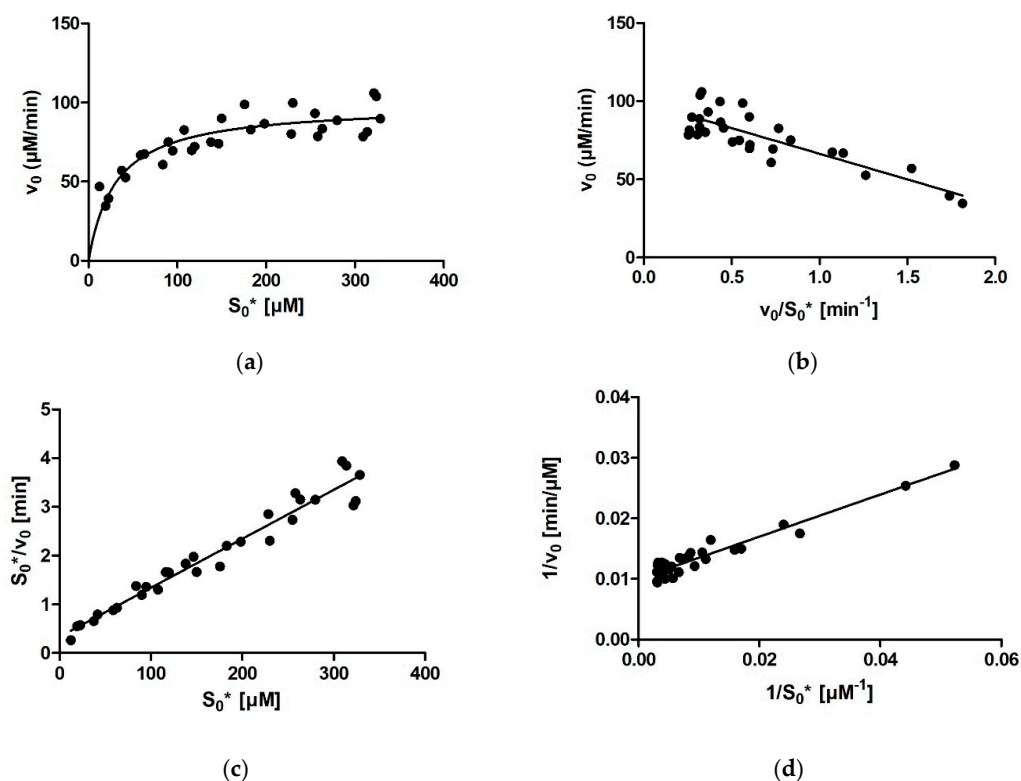 150
100
50
0
v₀ (µM/min)
0 100 200 300 400
S₀* [µM]
(a)
150
100
50
0
v₀ (µM/min)
0.0 0.5 1.0 1.5 2.0
v₀/S₀* [min⁻¹]
(b)
5
4
3
2
1
0
S₀*/v₀ [min]
0 100 200 300 400
S₀* [µM]
(c)
0.04
0.03
0.02
0.01
0.00
1/v₀ [min/µM]
0.00 0.02 0.04 0.06
1/S₀* [µM⁻¹]
(d)